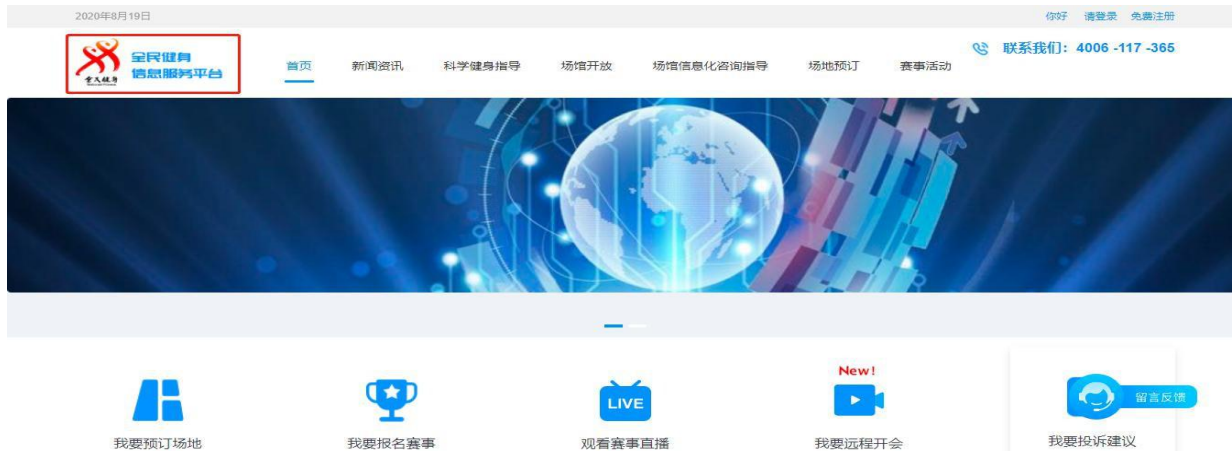 2020年8月19日
你好 请登录 免费注册
全民健身
信息服务平台
全民健身
首页 新闻资讯 科学健身指导 场馆开放 场馆信息化咨询指导 场地预订 赛事活动
联系我们：4006 -117 -365
New!
LIVE
留言反馈
我要预订场地 我要报名赛事 观看赛事直播 我要远程开会 我要投诉建议